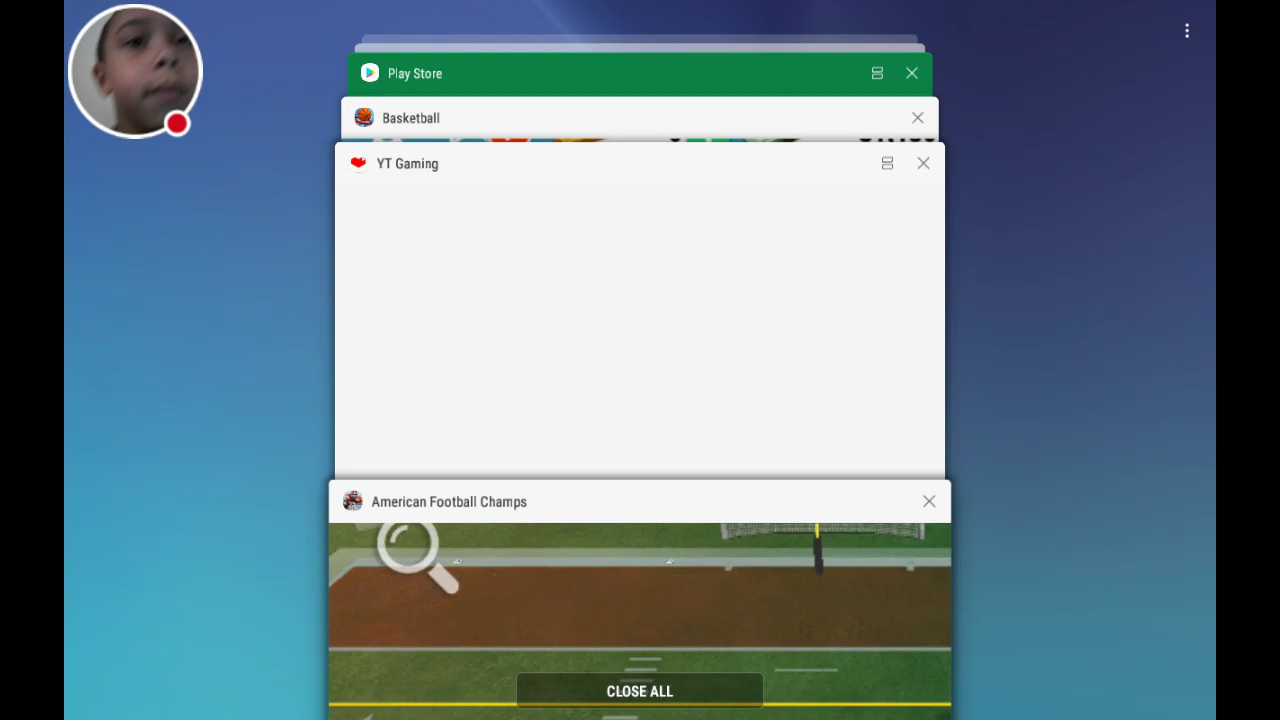 Play Store
Basketball
YT Gaming
American Football Champs
CLOSE ALL